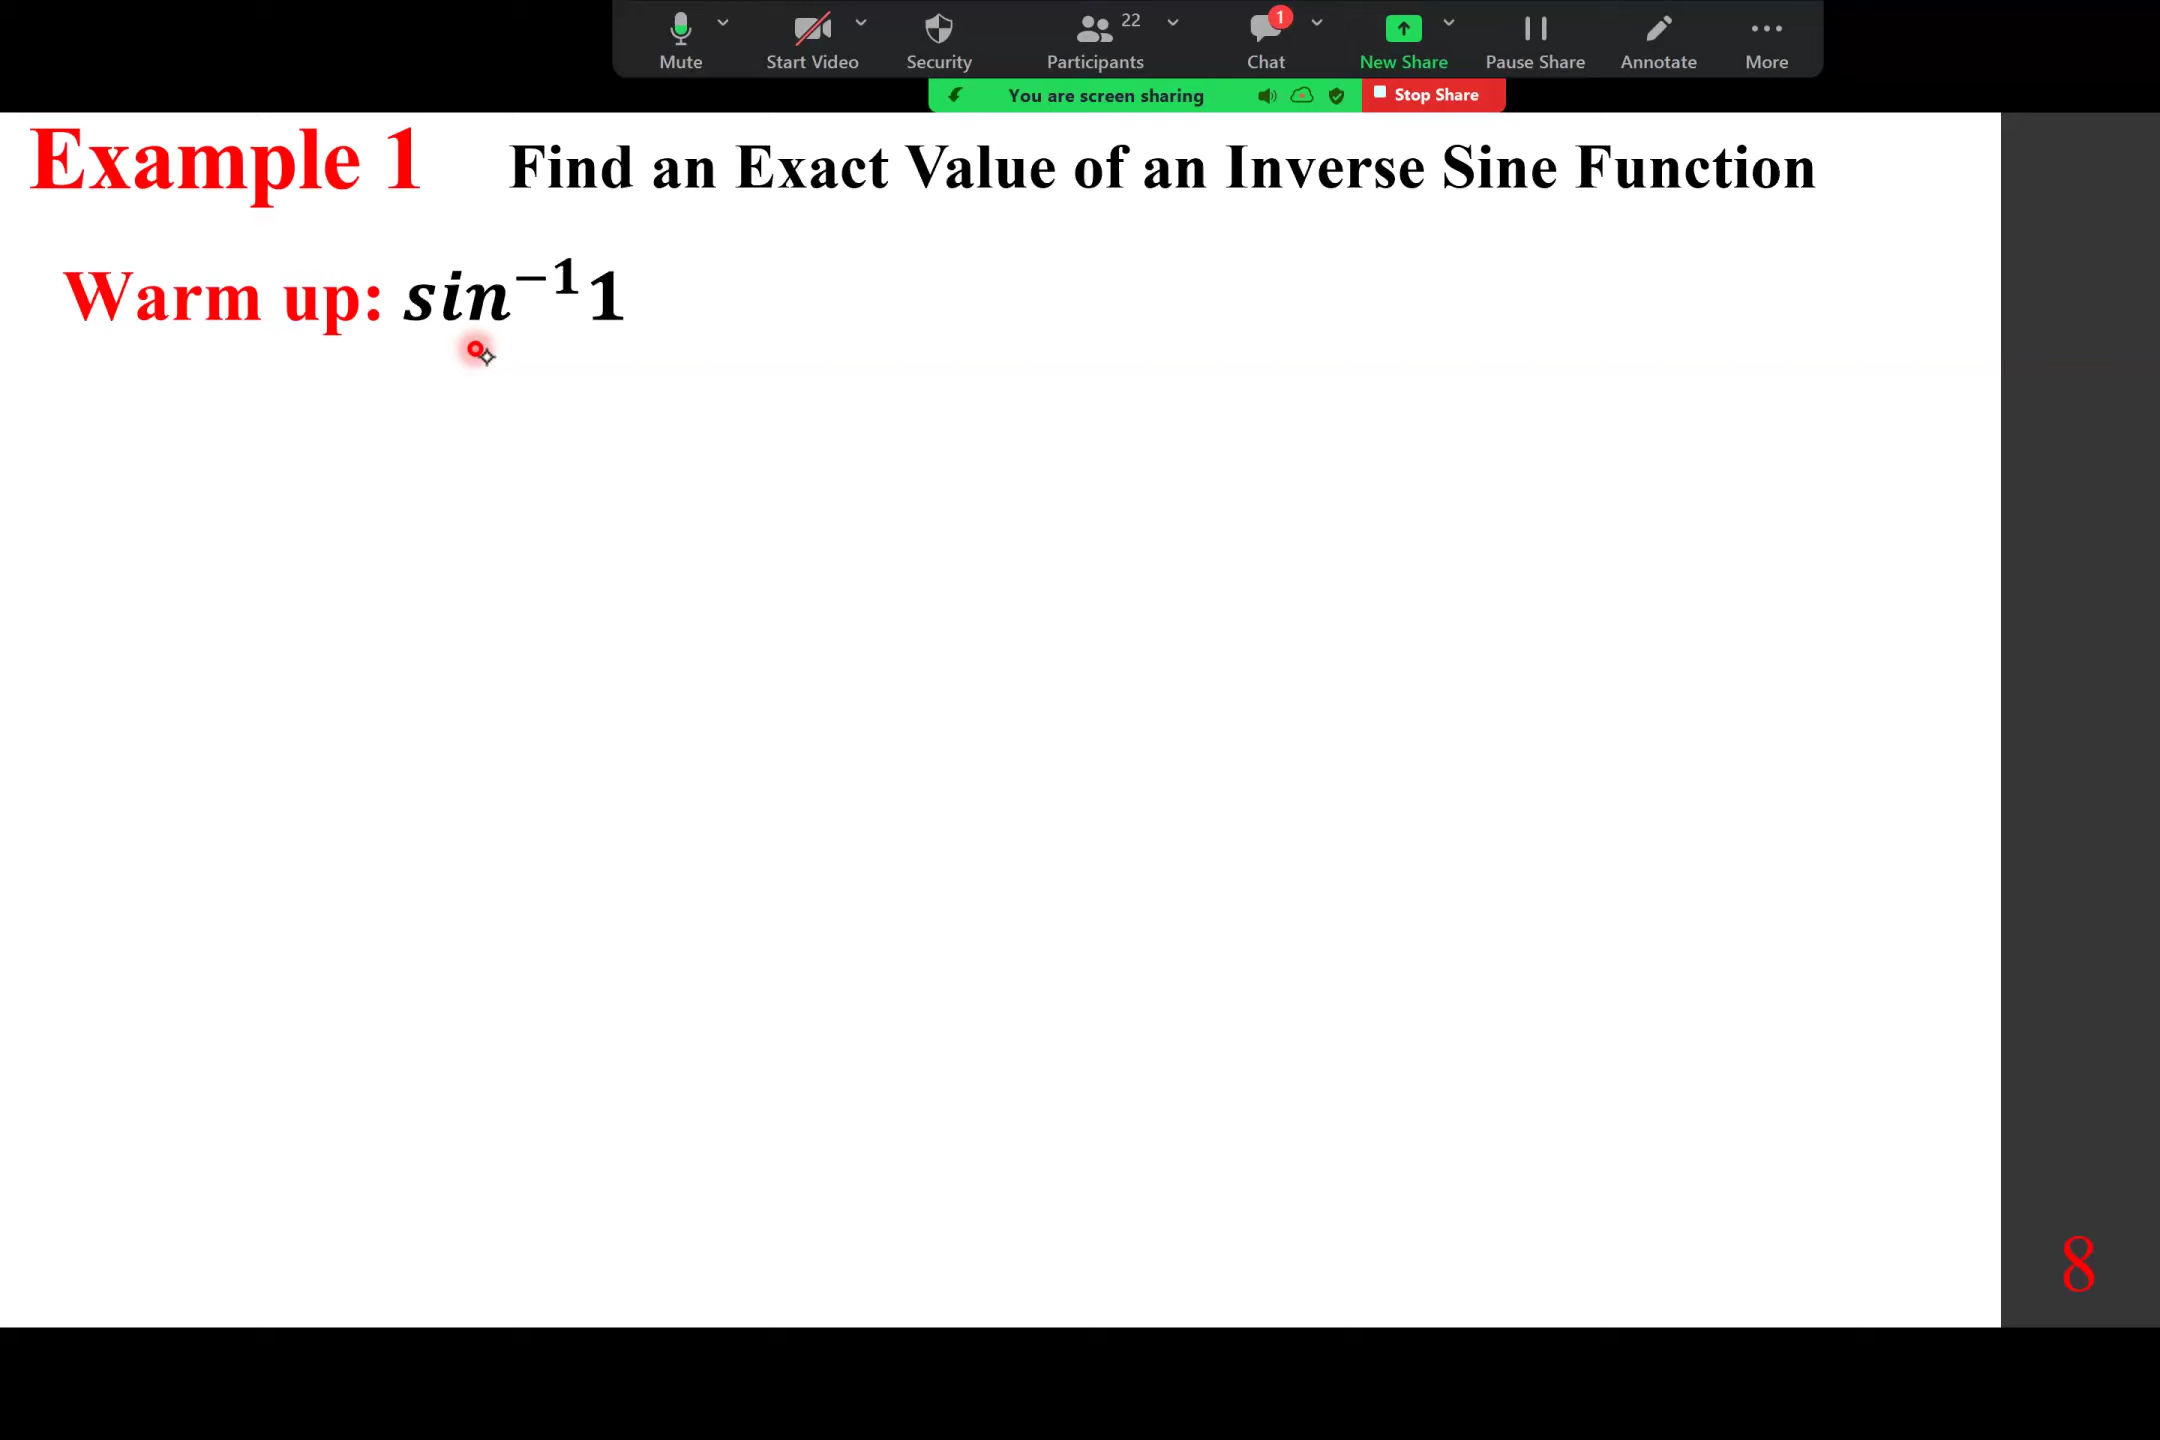 Mute
Start Video
Security
Participants
22
Chat
1
New Share
Pause Share
Annotate
More
You are screen sharing
Stop Share
Example 1 Find an Exact Value of an Inverse Sine Function
Warm up: sin⁻¹1
8